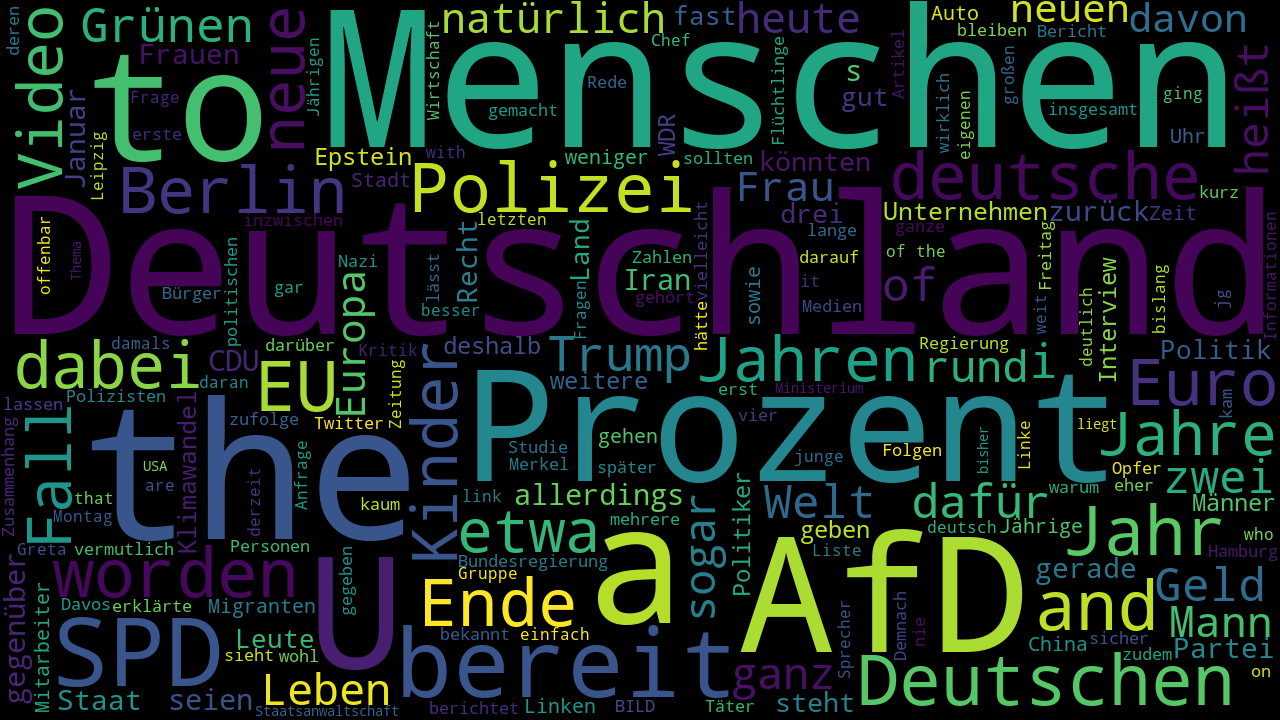 deren
Grünen
neue
Menschen
natürlich
fast
heute
Auto
neuen
davon
Video
to
Frauen
Jährigen
Wirtschaft
Chef
bleiben
Bericht
heißt
Januar
Frage
gemacht
Rede
Flüchtlinge
s
gut
Artikel
wirklich
eigenen
großen
insgesamt
ging
erste
Leipzig
WDR
Uhr
Berlin
Epstein
with
weniger
sollten
könnten
deutsche
Stadt
Polizei
Frau
kurz
Deutschland
inzwischen
letzten
vielleicht
drei
Unternehmen
zurück
Zeit
offenbar
Thema
politischen
Recht
Fragen
Land
lange
ganze
Freitag
Informationen
Bürger
gar
Nazi
lässt
besser
Zahlen
Iran
gehört
hätte
sowie
darauf
it
Medien
of the
of
weit
deutlich
Interview
bislang
jg
damals
darüber
Europa
Kritik
deshalb
Trump
Jahren
Regierung
rund
i
Politik
dabei
CDU
daran
EU
Zeitung
Kinder
weitere
erst
Ministerium
Euro
kam
lassen
Polizisten
zufolge
Twitter
Prozent
vier
liegt
Jahre
Zusammenhang
Fall
the
Klimawandel
derzeit
Anfrage
Studie
Merkel
gehen
später
junge
Folgen
bisher
Linke
Opfer
eher
zwei
USA
that
are
kaum
link
allerdings
sogar
Politiker
Welt
dafür
warum
Männer
Montag
etwa
mehrere
geben
deutsch
Jährige
Jahr
who
Greta
vermutlich
Personen
Bundesregierung
a
Liste
AfD
Hamburg
gegenüber
worden
U
gegeben
Gruppe
gerade
Geld
Mitarbeiter
Davos
erklärte
Migranten
Ende
and
Mann
SPD
Leute
bekannt
einfach
Sprecher
Demnach
nie
China
sicher
Partei
sieht
wohl
bereit
ganz
Deutschen
zudem
on
Staat
seien
Leben
Staatsanwaltschaft
berichtet
Linken
BILD
Täter
steht